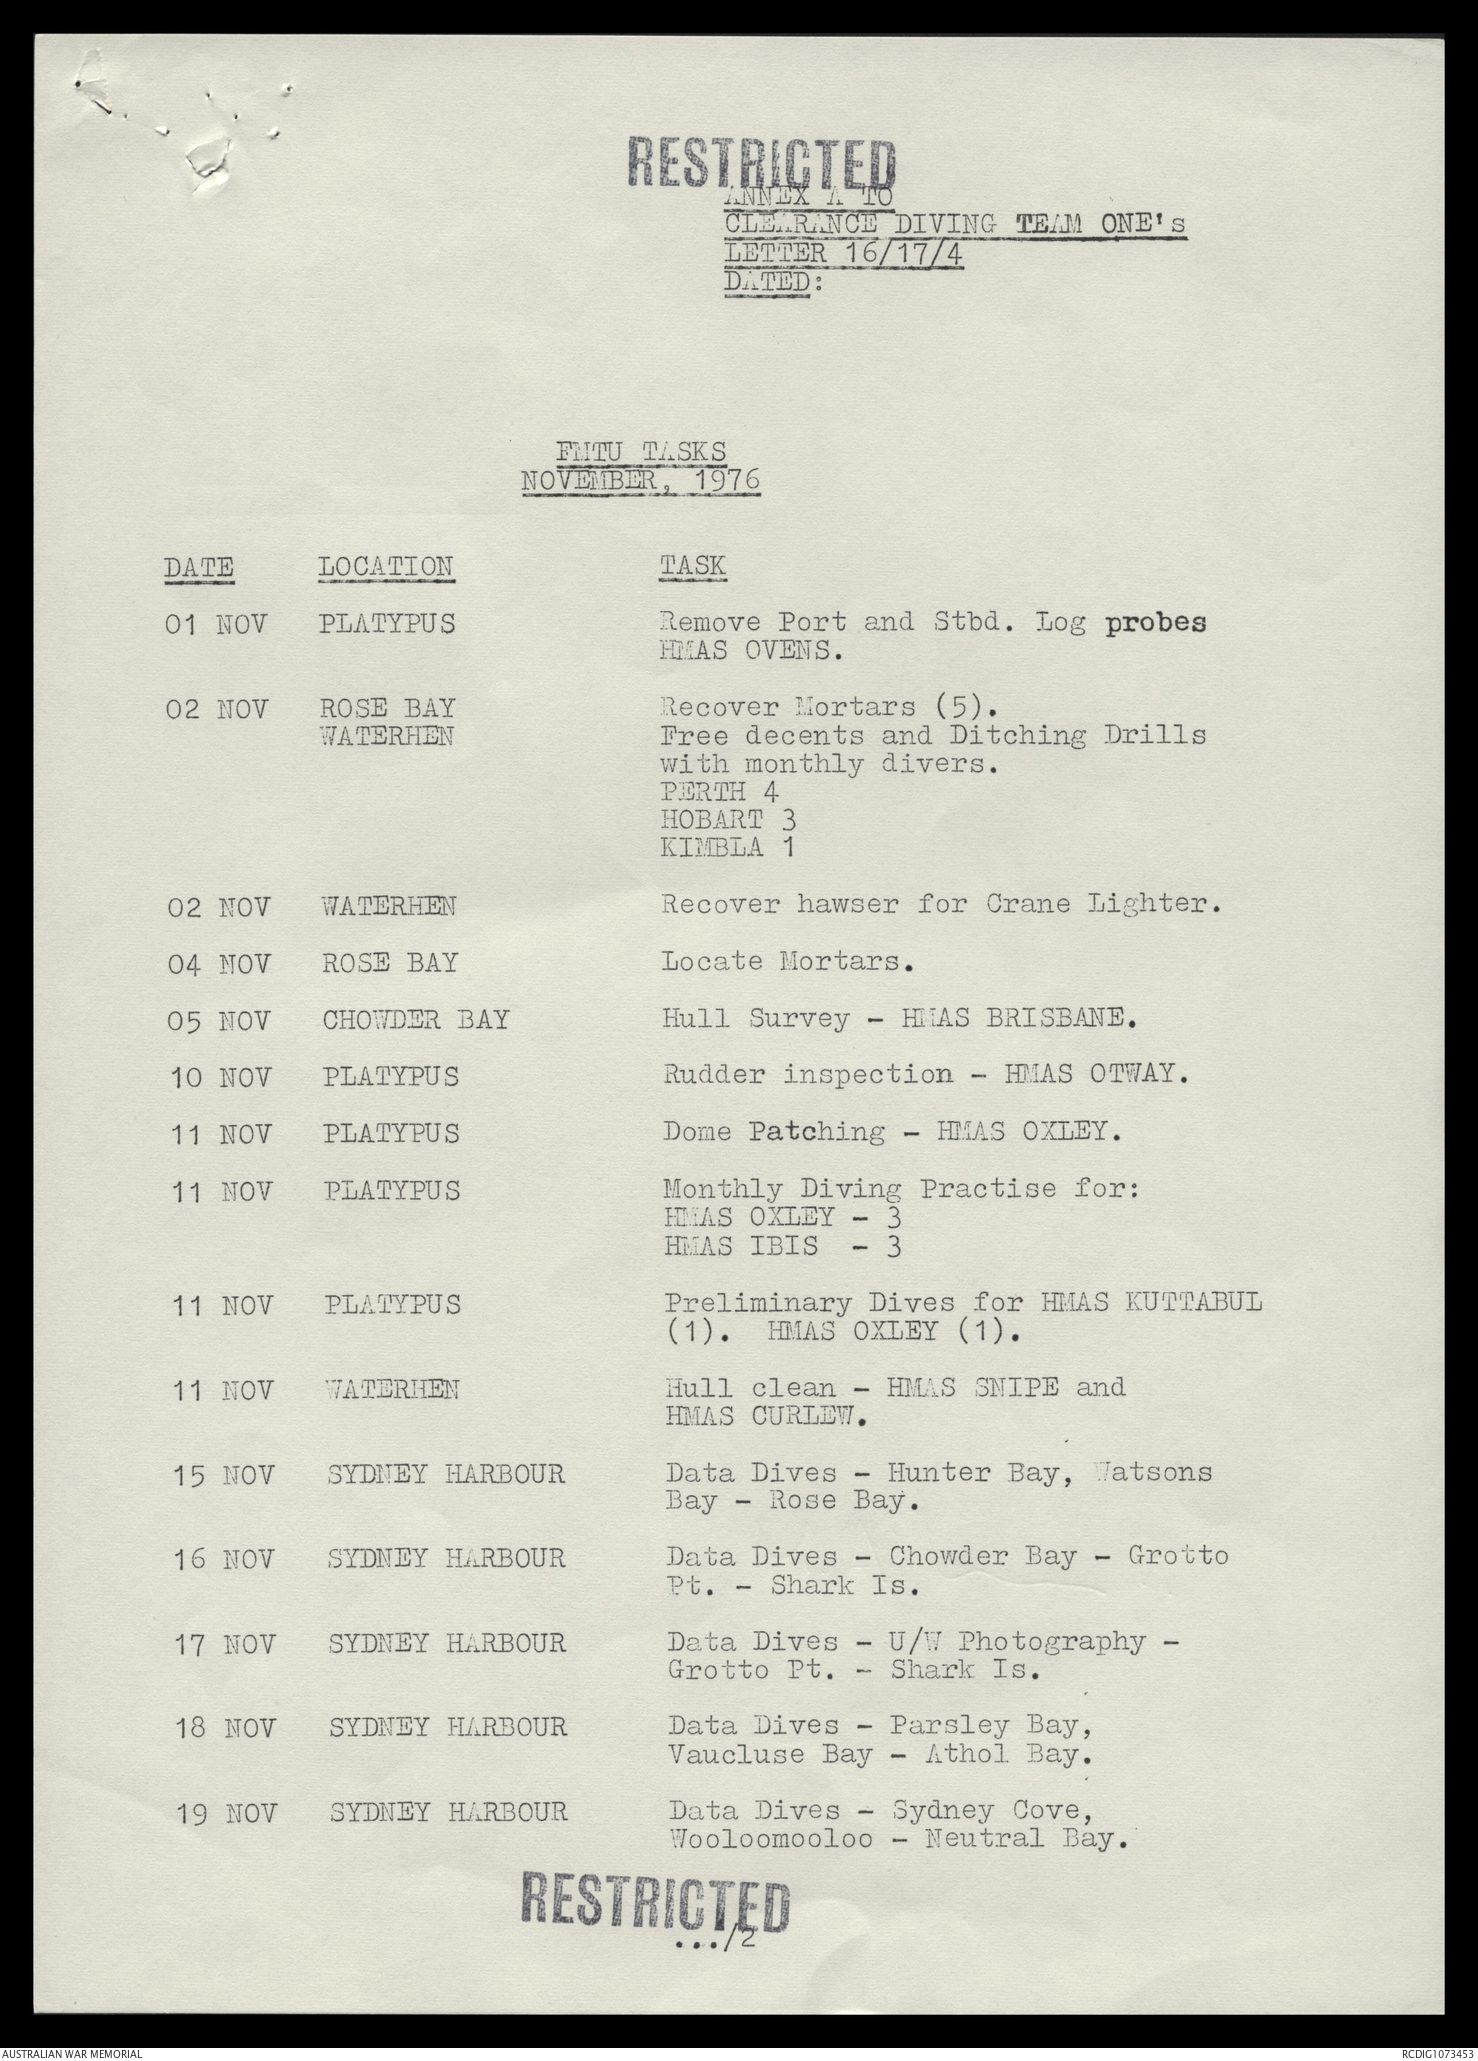 RESTRICTED
ANNEX A TO
CLEARANCE DIVING TEAM ONE's
LETTER 16/17/4
DATED:
FMTU TASKS
NOVEMBER, 1976
DATE LOCATION TASK
01 NOV PLATYPUS Remove Port and Stbd. Log probes
HMAS OVENS.
02 NOV ROSE BAY Recover Mortars (5).
WATERHEN Free decents and Ditching Drills
with monthly divers.
PERTH 4
HOBART 3
KIMBLA 1
02 NOV WATERHEN Recover hawser for Crane Lighter.
04 NOV ROSE BAY Locate Mortars.
05 NOV CHOWDER BAY Hull Survey - HMAS BRISBANE.
10 NOV PLATYPUS Rudder inspection - HMAS OTWAY.
11 NOV PLATYPUS Dome Patching - HMAS OXLEY.
11 NOV PLATYPUS Monthly Diving Practise for:
HMAS OXLEY - 3
HMAS IBIS - 3
11 NOV PLATYPUS Preliminary Dives for HMAS KUTTABUL
(1). HMAS OXLEY (1).
11 NOV WATERHEN Hull clean - HMAS SNIPE and
HMAS CURLEW.
15 NOV SYDNEY HARBOUR Data Dives - Hunter Bay, Watsons
Bay - Rose Bay.
16 NOV SYDNEY HARBOUR Data Dives - Chowder Bay - Grotto
Pt. - Shark Is.
17 NOV SYDNEY HARBOUR Data Dives - U/W Photography -
Grotto Pt. - Shark Is.
18 NOV SYDNEY HARBOUR Data Dives - Parsley Bay,
Vaucluse Bay - Athol Bay.
19 NOV SYDNEY HARBOUR Data Dives - Sydney Cove,
Wooloomooloo - Neutral Bay.
RESTRICTED
.../2
AUSTRALIAN WAR MEMORIAL RCDIG1073453